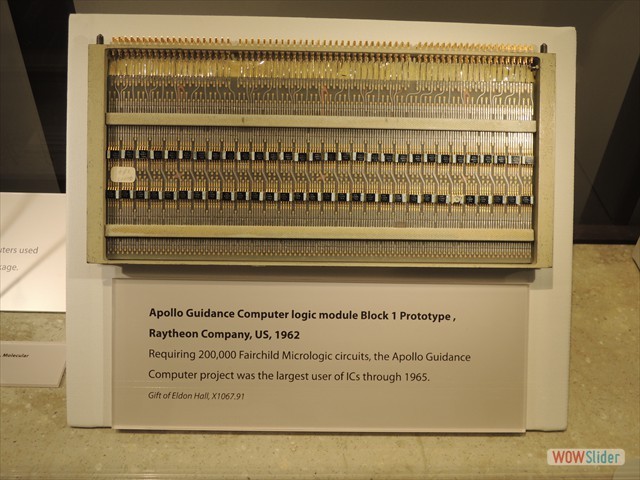 Apollo Guidance Computer logic module Block 1 Prototype ,
Raytheon Company, US, 1962
Requiring 200,000 Fairchild Micrologic circuits, the Apollo Guidance
Computer project was the largest user of ICs through 1965.
Gift of Eldon Hall, X1067.91
uters used
kage.
, Molecular
WOWSlider